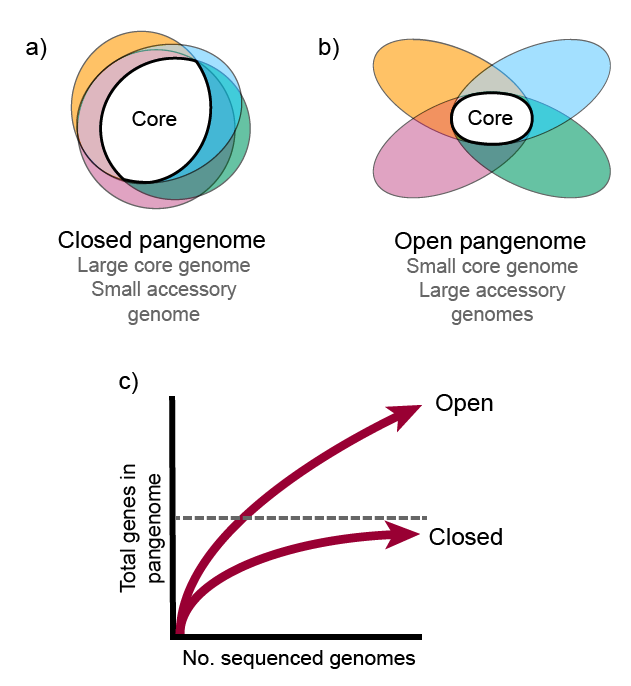 a)
Core
Closed pangenome
Large core genome
Small accessory
genome
b)
Core
Open pangenome
Small core genome
Large accessory
genomes
c)
Total genes in
pangenome
Open
Closed
No. sequenced genomes